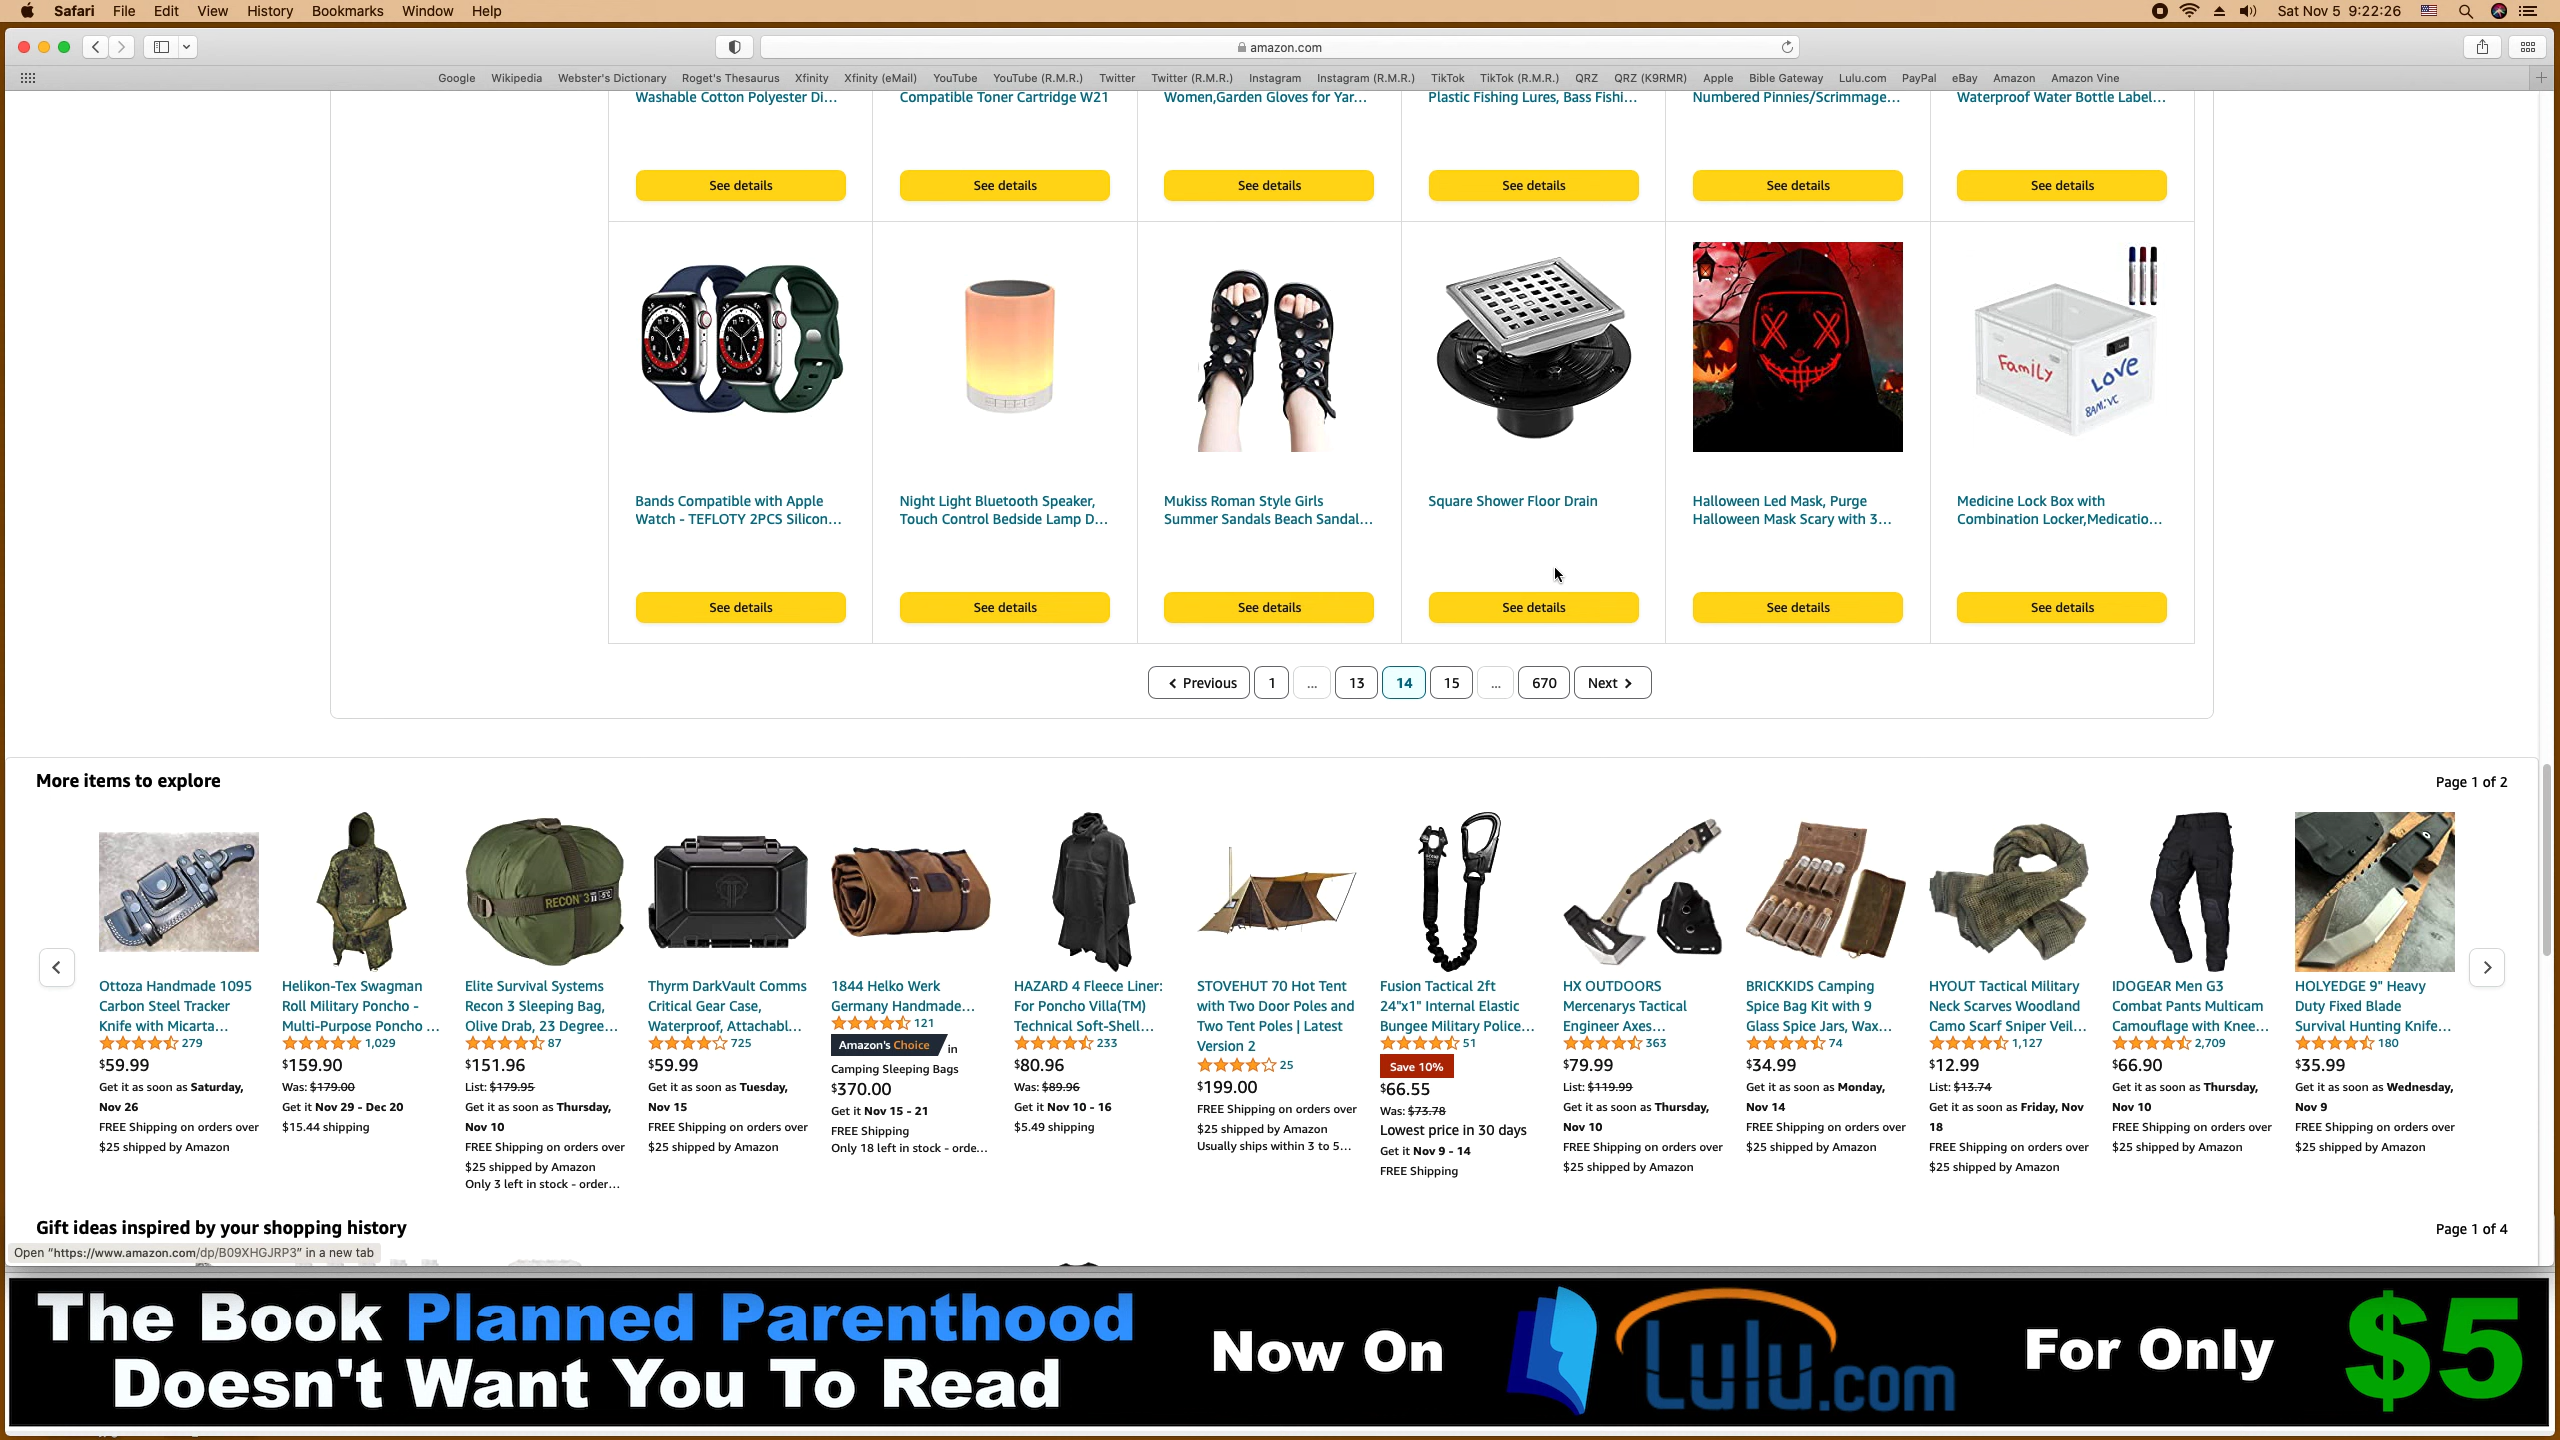 Safari File Edit View History Bookmarks Window Help Sat Nov 5 9:22:26
amazon.com
Google Wikipedia Webster's Dictionary Roget's Thesaurus Xfinity Xfinity (eMail) YouTube YouTube (R.M.R.) Twitter Twitter (R.M.R.) Instagram Instagram (R.M.R.) TikTok TikTok (R.M.R.) QRZ QRZ (K9RMR) Apple Bible Gateway Lulu.com PayPal eBay Amazon Amazon Vine
Washable Cotton Polyester Di...
Compatible Toner Cartridge W21
Women,Garden Gloves for Yar...
Plastic Fishing Lures, Bass Fishi...
Numbered Pinnies/Scrimmage...
Waterproof Water Bottle Label...
See details See details See details See details See details See details
Family
Love
8AM:VC
Bands Compatible with Apple
Watch - TEFLOTY 2PCS Silicon...
Night Light Bluetooth Speaker,
Touch Control Bedside Lamp D...
Mukiss Roman Style Girls
Summer Sandals Beach Sandal...
Square Shower Floor Drain
Halloween Led Mask, Purge
Halloween Mask Scary with 3...
Medicine Lock Box with
Combination Locker,Medicatio...
See details See details See details See details See details See details
Previous 1 ... 13 14 15 ... 670 Next
More items to explore
Page 1 of 2
RECON 3
Ottoza Handmade 1095
Carbon Steel Tracker
Knife with Micarta...
279
$59.99
Get it as soon as Saturday,
Nov 26
FREE Shipping on orders over
$25 shipped by Amazon
Helikon-Tex Swagman
Roll Military Poncho -
Multi-Purpose Poncho ...
1,029
$159.90
Was: $179.00
Get it Nov 29 - Dec 20
$15.44 shipping
Elite Survival Systems
Recon 3 Sleeping Bag,
Olive Drab, 23 Degree...
87
$151.96
List: $179.95
Get it as soon as Thursday,
Nov 10
FREE Shipping on orders over
$25 shipped by Amazon
Only 3 left in stock - order...
Thyrm DarkVault Comms
Critical Gear Case,
Waterproof, Attachabl...
725
$59.99
Get it as soon as Tuesday,
Nov 15
FREE Shipping on orders over
$25 shipped by Amazon
1844 Helko Werk
Germany Handmade...
121
Amazon's Choice in
Camping Sleeping Bags
$370.00
Get it Nov 15 - 21
FREE Shipping
Only 18 left in stock - orde...
HAZARD 4 Fleece Liner:
For Poncho Villa(TM)
Technical Soft-Shell...
233
$80.96
Was: $89.96
Get it Nov 10 - 16
$5.49 shipping
STOVEHUT 70 Hot Tent
with Two Door Poles and
Two Tent Poles | Latest
Version 2
25
$199.00
FREE Shipping on orders over
$25 shipped by Amazon
Usually ships within 3 to 5...
Fusion Tactical 2ft
24"x1" Internal Elastic
Bungee Military Police...
51
Save 10%
$66.55
Was: $73.78
Lowest price in 30 days
Get it Nov 9 - 14
FREE Shipping
HX OUTDOORS
Mercenarys Tactical
Engineer Axes...
363
$79.99
List: $119.99
Get it as soon as Thursday,
Nov 10
FREE Shipping on orders over
$25 shipped by Amazon
BRICKKIDS Camping
Spice Bag Kit with 9
Glass Spice Jars, Wax...
74
$34.99
Get it as soon as Monday,
Nov 14
FREE Shipping on orders over
$25 shipped by Amazon
HYOUT Tactical Military
Neck Scarves Woodland
Camo Scarf Sniper Veil...
1,127
$12.99
List: $13.74
Get it as soon as Friday, Nov
18
FREE Shipping on orders over
$25 shipped by Amazon
IDOGEAR Men G3
Combat Pants Multicam
Camouflage with Knee...
2,709
$66.90
Get it as soon as Thursday,
Nov 10
FREE Shipping on orders over
$25 shipped by Amazon
HOLYEDGE 9" Heavy
Duty Fixed Blade
Survival Hunting Knife...
180
$35.99
Get it as soon as Wednesday,
Nov 9
FREE Shipping on orders over
$25 shipped by Amazon
Gift ideas inspired by your shopping history
Page 1 of 4
Open "https://www.amazon.com/dp/B09XHGJRP3" in a new tab
The Book Planned Parenthood
Doesn't Want You To Read
Now On
Lulu.com
For Only
$5